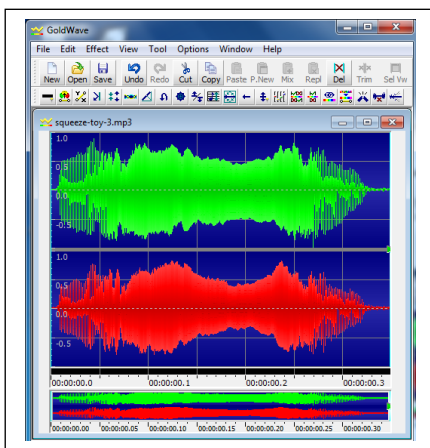 GoldWave
File Edit Effect View Tool Options Window Help
New Open Save Undo Redo Cut Copy Paste P.New Mix Repl Del Trim Sel Vw
squeeze-toy-3.mp3
1.0
0.5
0.0
-0.5
1.0
0.5
0.0
-0.5
00:00:00.0 00:00:00.1 00:00:00.2 00:00:00.3
00:00:00.00 00:00:00.05 00:00:00.10 00:00:00.15 00:00:00.20 00:00:00.25 00:00:00.30